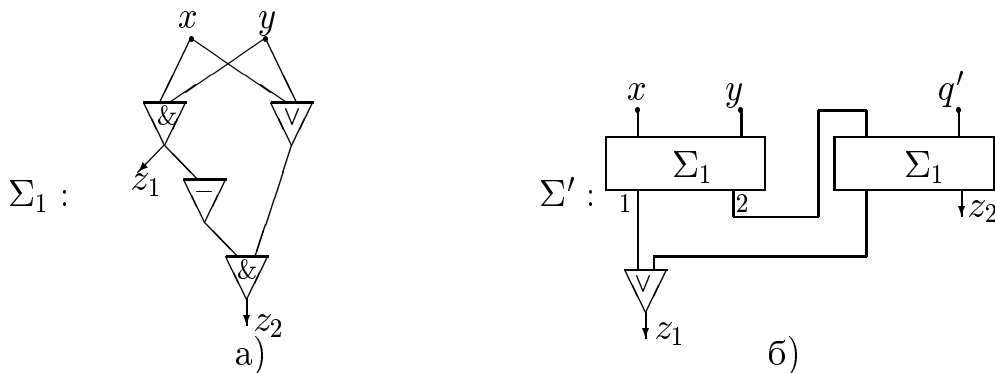 x y
& ∨
z₁
Σ₁ : −
&
z₂
а)
x y q′
Σ₁ Σ₁
Σ′ : 1 2 z₂
∨
z₁
б)